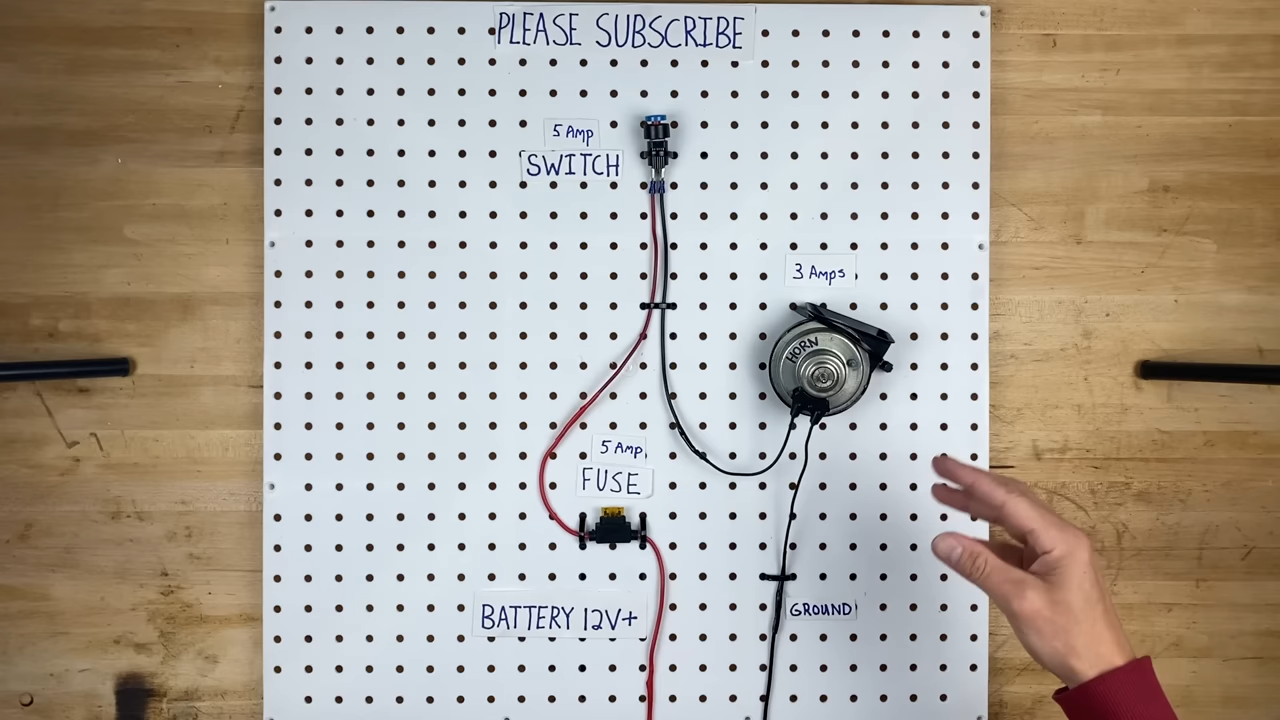 PLEASE SUBSCRIBE
5 Amp
SWITCH
3 Amps
HORN
5 Amp
FUSE
BATTERY 12V+
GROUND